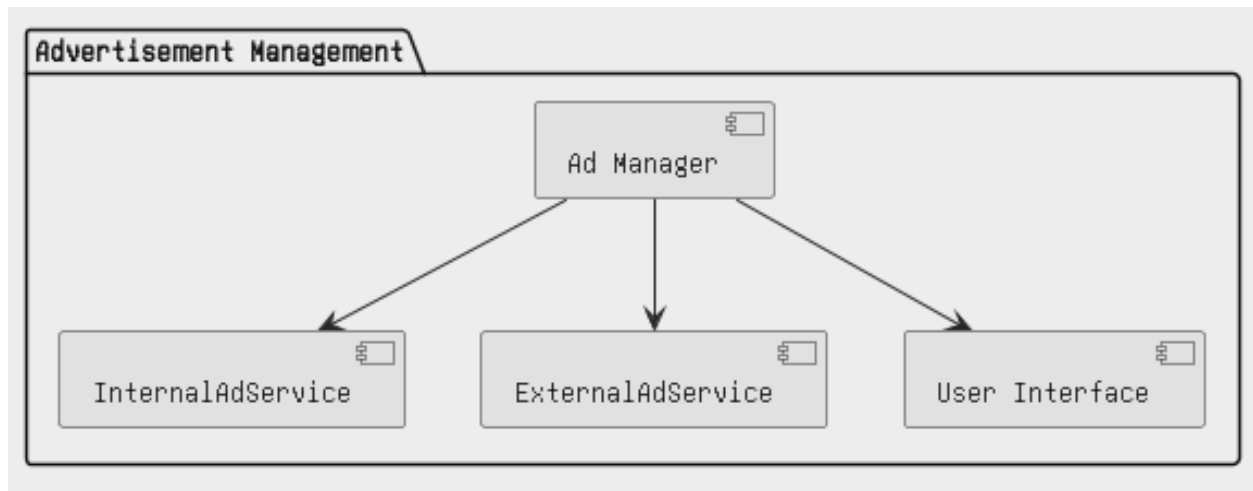 Advertisement Management
Ad Manager
InternalAdService
ExternalAdService
User Interface